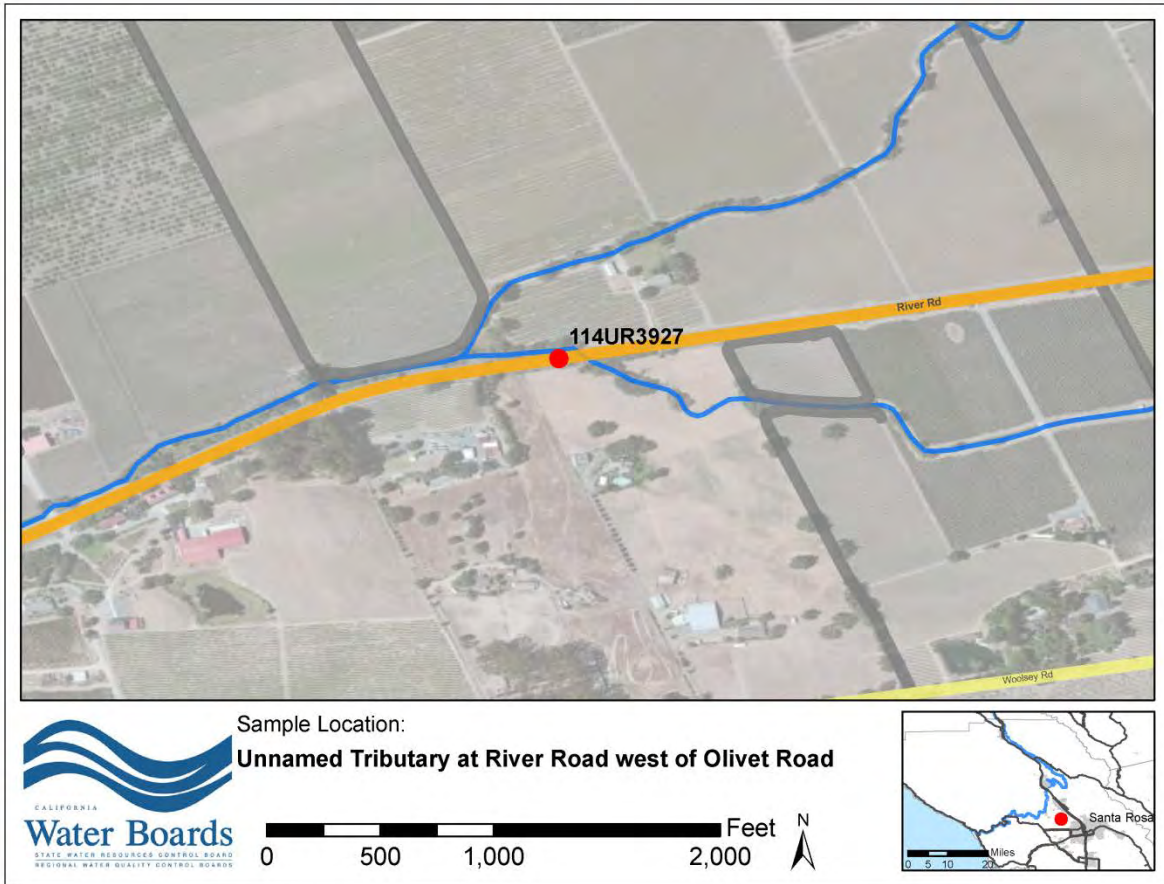 River Rd
114UR3927
Woolsey Rd
CALIFORNIA
Water Boards
STATE WATER RESOURCES CONTROL BOARD
REGIONAL WATER QUALITY CONTROL BOARDS
Sample Location:
Unnamed Tributary at River Road west of Olivet Road
Feet
0 500 1,000 2,000
N
Santa Rosa
Miles
0 5 10 20